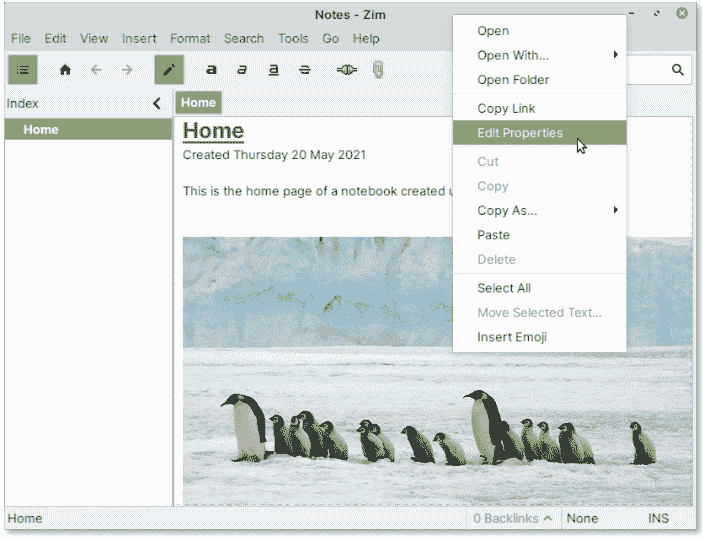 Notes - Zim
File Edit View Insert Format Search Tools Go Help
a a a a
Index
Home
Home
Home
Created Thursday 20 May 2021
This is the home page of a notebook created u
Open
Open With...
Open Folder
Copy Link
Edit Properties
Cut
Copy
Copy As...
Paste
Delete
Select All
Move Selected Text...
Insert Emoji
Home
0 Backlinks
None
INS